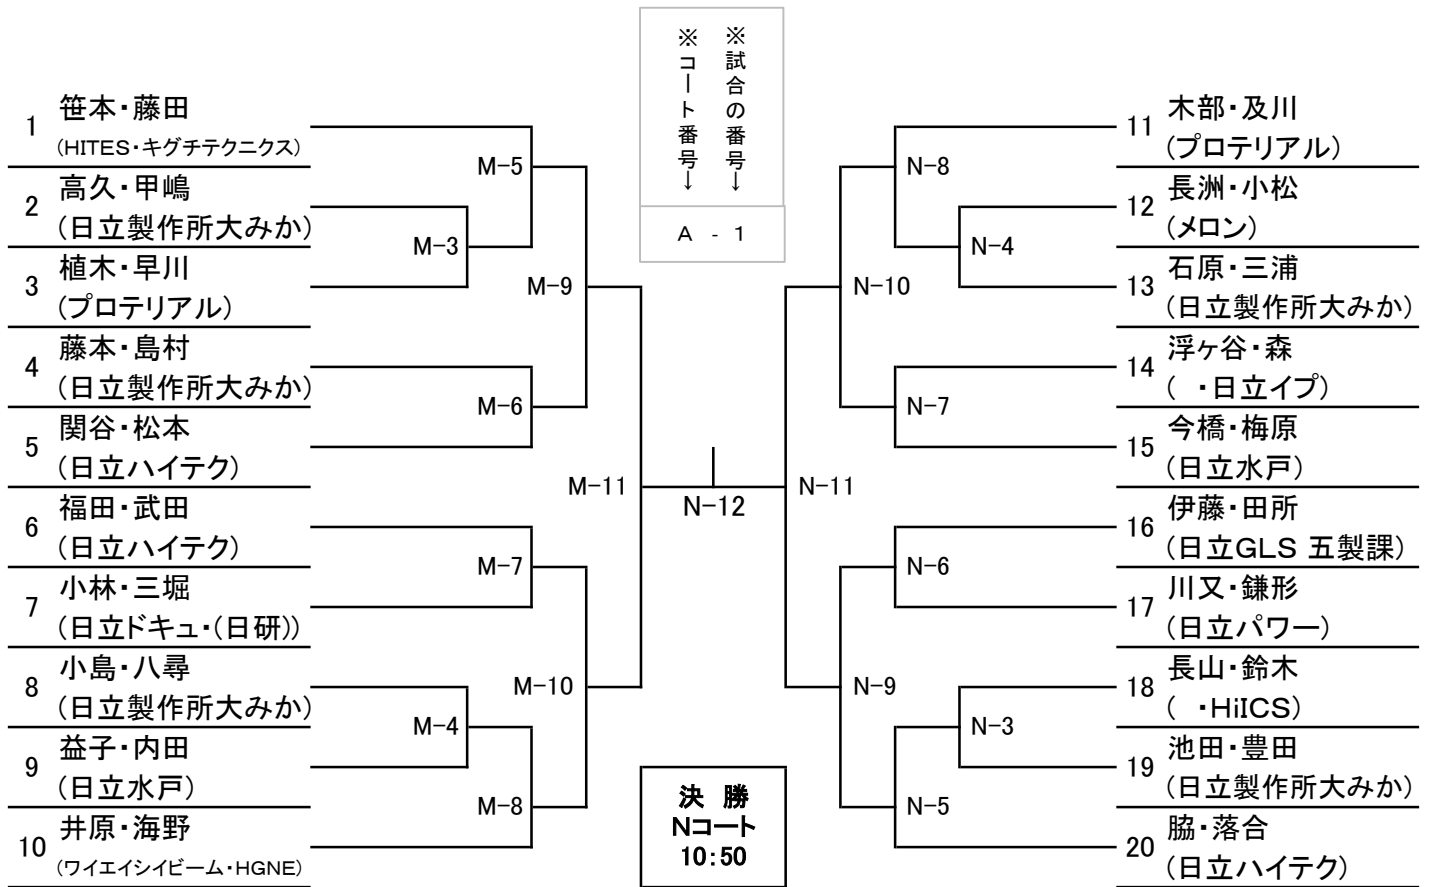 ※試合の番号↓
※コート番号↓
A - 1
1
笹本・藤田
(HITES・キグチテクニクス)
2
高久・甲嶋
(日立製作所大みか)
3
植木・早川
(プロテリアル)
4
藤本・島村
(日立製作所大みか)
5
関谷・松本
(日立ハイテク)
6
福田・武田
(日立ハイテク)
7
小林・三堀
(日立ドキュ・(日研))
8
小島・八尋
(日立製作所大みか)
9
益子・内田
(日立水戸)
10
井原・海野
(ワイエイシイビーム・HGNE)
M-5
M-3
M-9
M-6
M-11
M-7
M-10
M-4
M-8
N-12
決 勝
Nコート
10:50
N-8
N-4
N-10
N-7
N-11
N-6
N-9
N-3
N-5
11
木部・及川
(プロテリアル)
12
長洲・小松
(メロン)
13
石原・三浦
(日立製作所大みか)
14
浮ヶ谷・森
( ・日立イプ)
15
今橋・梅原
(日立水戸)
16
伊藤・田所
(日立GLS 五製課)
17
川又・鎌形
(日立パワー)
18
長山・鈴木
( ・HiICS)
19
池田・豊田
(日立製作所大みか)
20
脇・落合
(日立ハイテク)